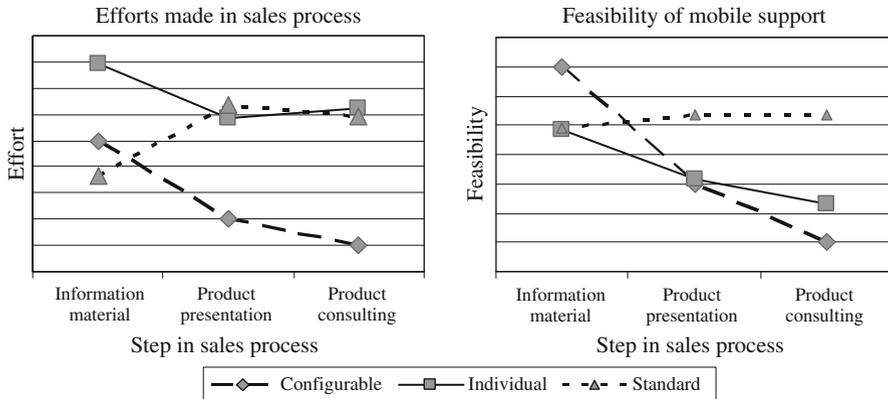 Efforts made in sales process
Effort
Information material
Product presentation
Product consulting
Step in sales process
Feasibility of mobile support
Feasibility
Information material
Product presentation
Product consulting
Step in sales process
Configurable Individual Standard